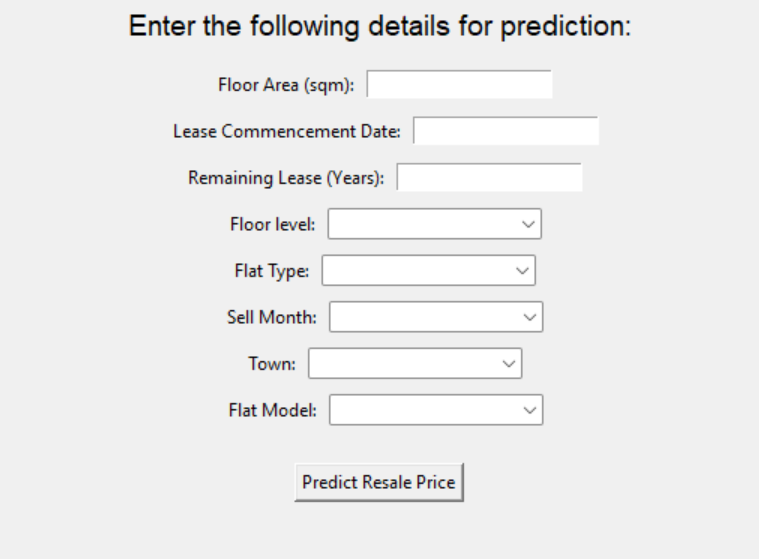 Enter the following details for prediction:
Floor Area (sqm):
Lease Commencement Date:
Remaining Lease (Years):
Floor level:
Flat Type:
Sell Month:
Town:
Flat Model:
Predict Resale Price